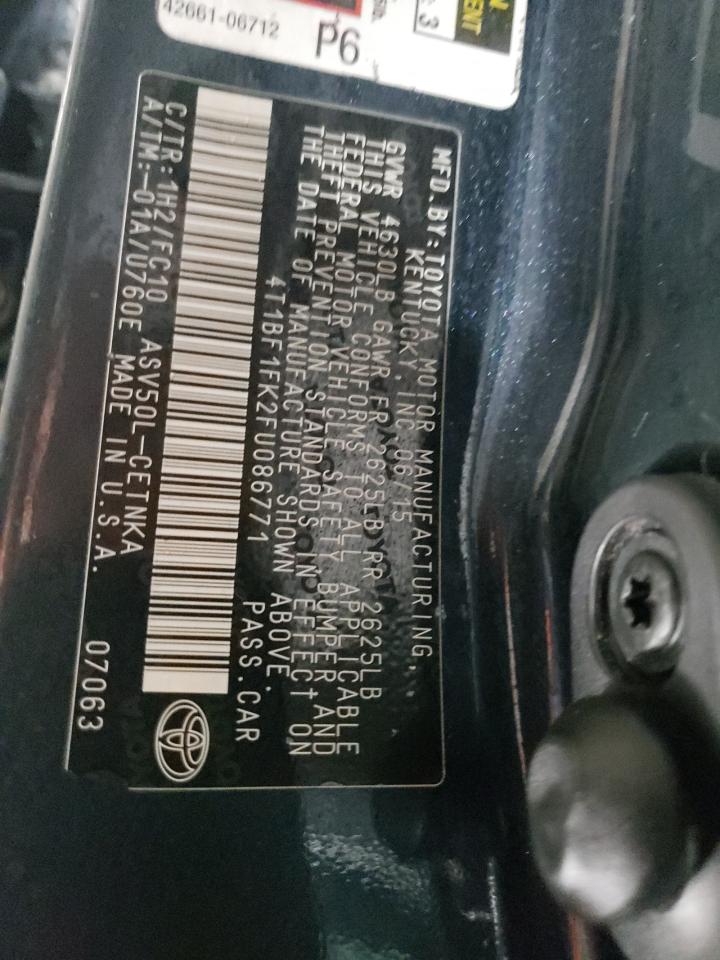 42661-06712
P6
MFD.BY:TOYOTA MOTOR MANUFACTURING,
KENTUCKY, INC 06/15
GVWR 4630LB GAWR FR 2625LB RR 2625LB
THIS VEHICLE CONFORMS TO ALL APPLICABLE
FEDERAL MOTOR VEHICLE SAFETY, BUMPER, AND
THEFT PREVENTION STANDARDS IN EFFECT ON
THE DATE OF MANUFACTURE SHOWN ABOVE.
4T1BF1FK2FU086771 PASS.CAR
C/TR:1H2/FC10 ASV50L-CETNKA
A/TM:-01A/U760E MADE IN U.S.A. 07063